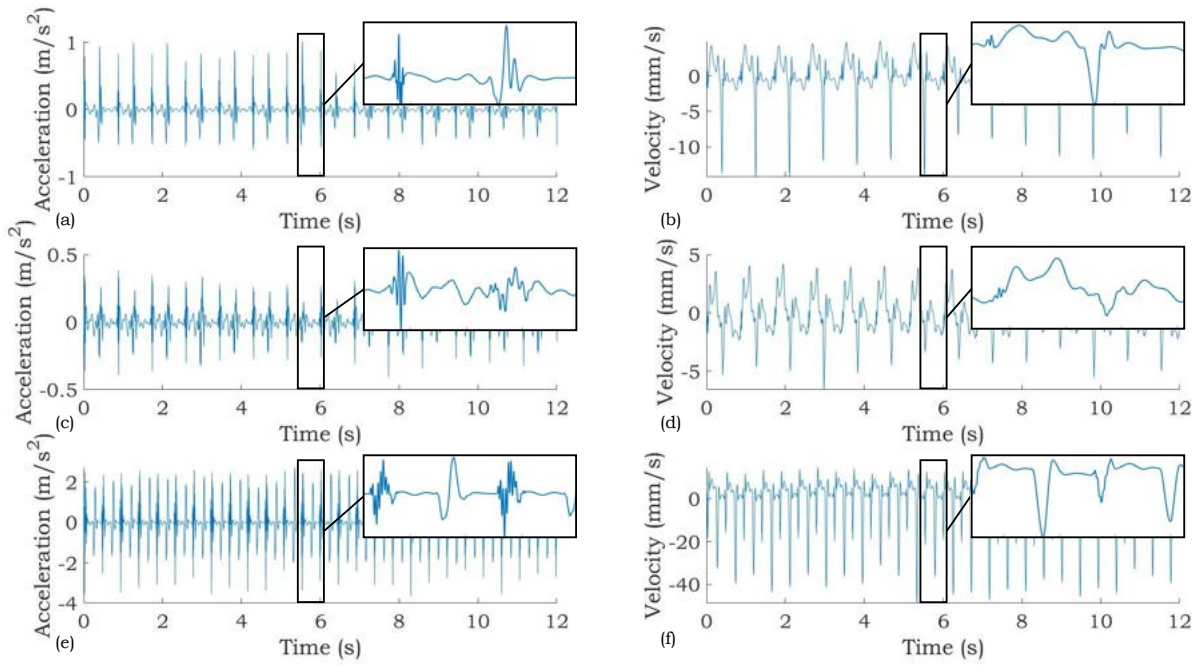 Acceleration (m/s²)
1
0
-1
0 2 4 6 8 10 12
Time (s)
(a)
Velocity (mm/s)
0
-5
-10
0 2 4 6 8 10 12
Time (s)
(b)
Acceleration (m/s²)
0.5
0
-0.5
0 2 4 6 8 10 12
Time (s)
(c)
Velocity (mm/s)
5
0
-5
0 2 4 6 8 10 12
Time (s)
(d)
Acceleration (m/s²)
2
0
-2
-4
0 2 4 6 8 10 12
Time (s)
(e)
Velocity (mm/s)
0
-20
-40
0 2 4 6 8 10 12
Time (s)
(f)